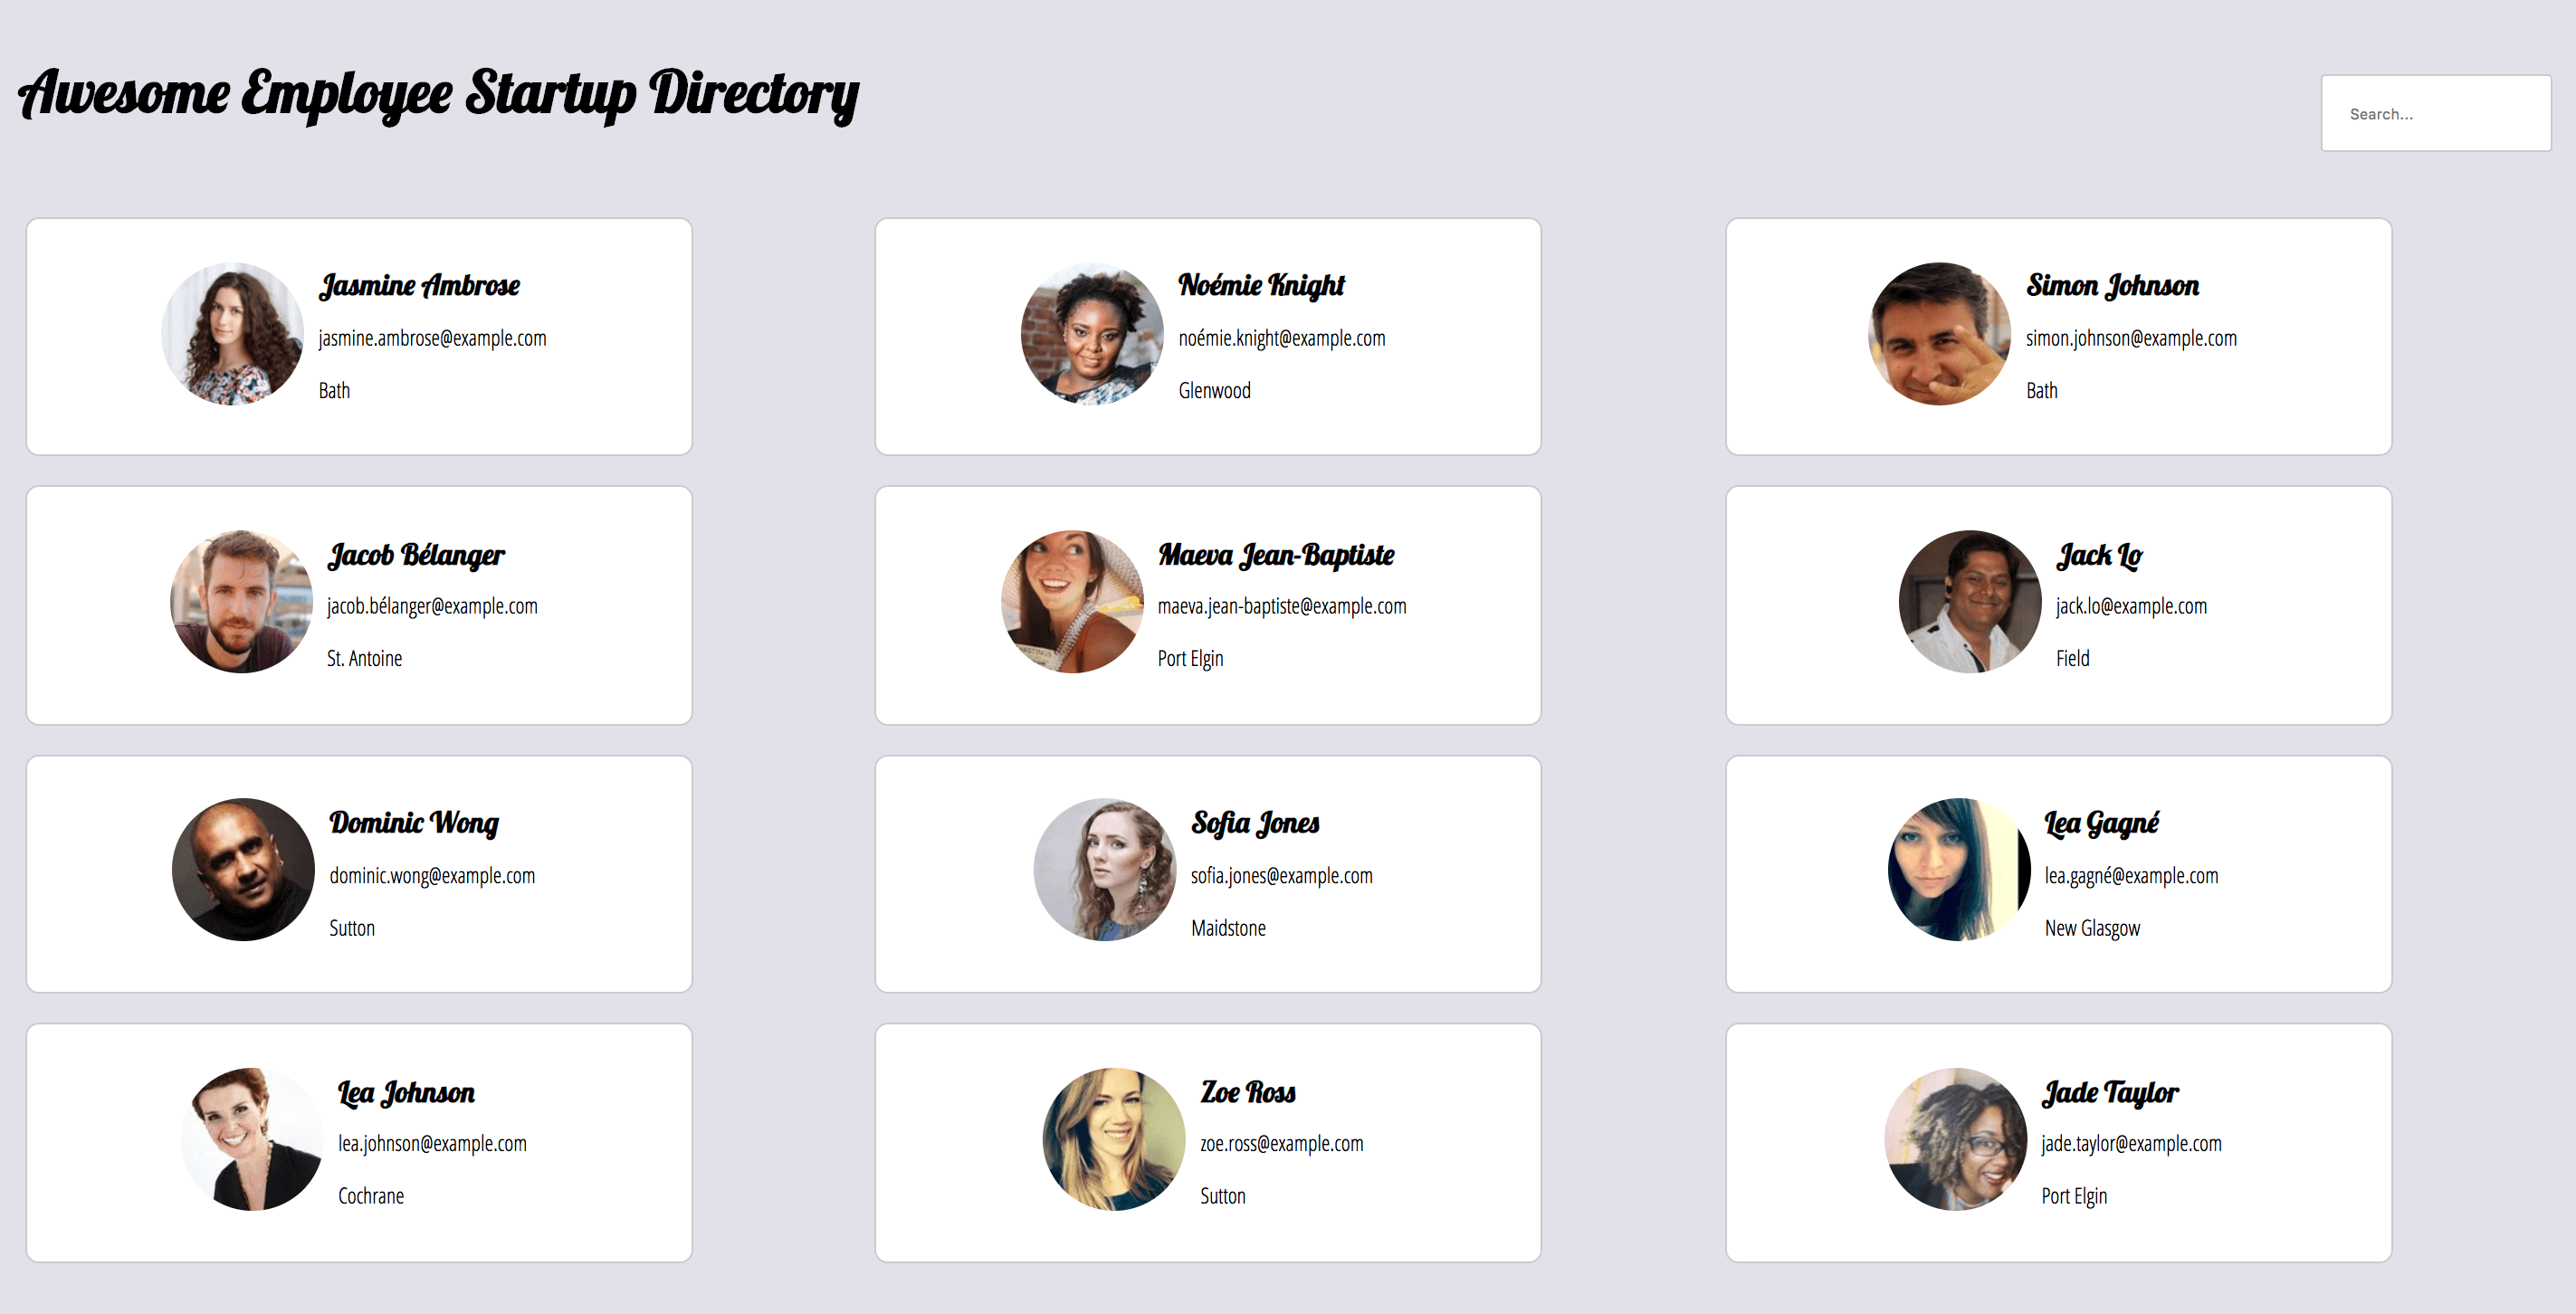 Awesome Employee Startup Directory
Search...
Jasmine Ambrose
jasmine.ambrose@example.com
Bath
Noémie Knight
noémie.knight@example.com
Glenwood
Simon Johnson
simon.johnson@example.com
Bath
Jacob Bélanger
jacob.bélanger@example.com
St. Antoine
Maeva Jean-Baptiste
maeva.jean-baptiste@example.com
Port Elgin
Jack Lo
jack.lo@example.com
Field
Dominic Wong
dominic.wong@example.com
Sutton
Sofia Jones
sofia.jones@example.com
Maidstone
Lea Gagné
lea.gagné@example.com
New Glasgow
Lea Johnson
lea.johnson@example.com
Cochrane
Zoe Ross
zoe.ross@example.com
Sutton
Jade Taylor
jade.taylor@example.com
Port Elgin